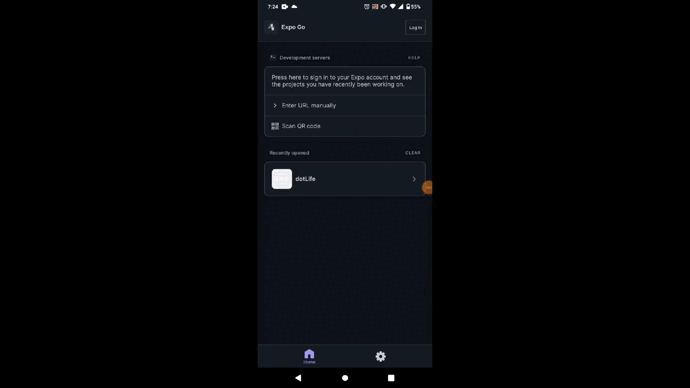 7:24
55%
Expo Go
Log In
Development servers
HELP
Press here to sign in to your Expo account and see
the projects you have recently been working on.
Enter URL manually
Scan QR code
Recently opened
CLEAR
dotLife
Home